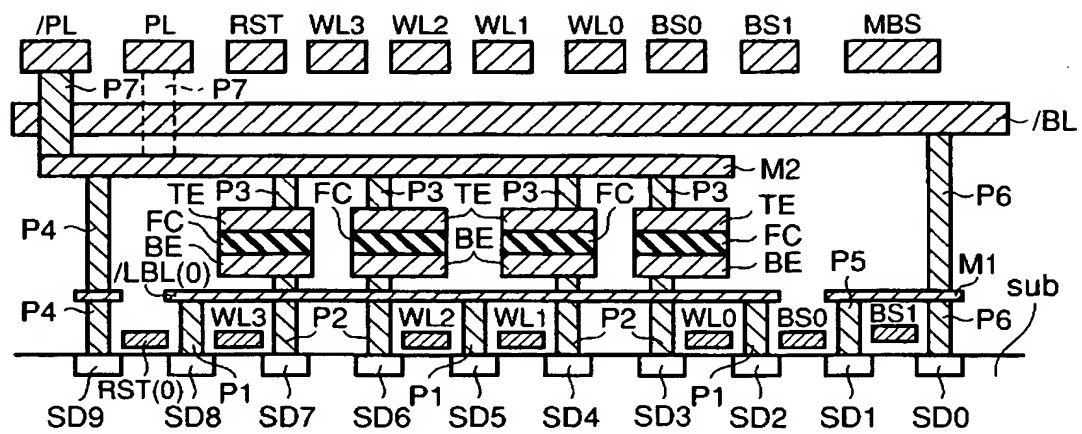 /PL PL RST WL3 WL2 WL1 WL0 BS0 BS1 MBS
P7 P7
/BL
M2
TE P3 FC P3 TE P3 FC P3 TE
P4 FC BE FC P6
BE BE
/LBL(0) P5 M1
P4 WL3 P2 WL2 WL1 P2 WL0 BS0 BS1 P6 sub
RST(0) P1 P1 P1
SD9 SD8 SD7 SD6 SD5 SD4 SD3 SD2 SD1 SD0